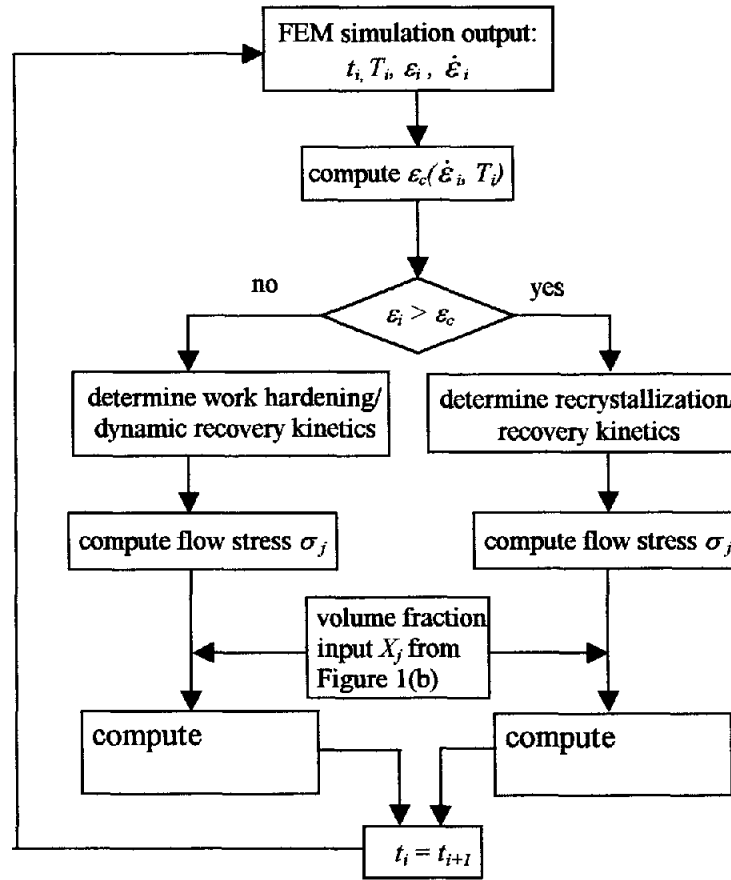 FEM simulation output:
t_i, T_i, ε_i , ε̇_i
compute ε_c(ε̇_i, T_i)
no
yes
ε_i > ε_c
determine work hardening/
dynamic recovery kinetics
determine recrystallization/
recovery kinetics
compute flow stress σ_j
compute flow stress σ_j
volume fraction
input X_j from
Figure 1(b)
compute
compute
t_i = t_{i+1}